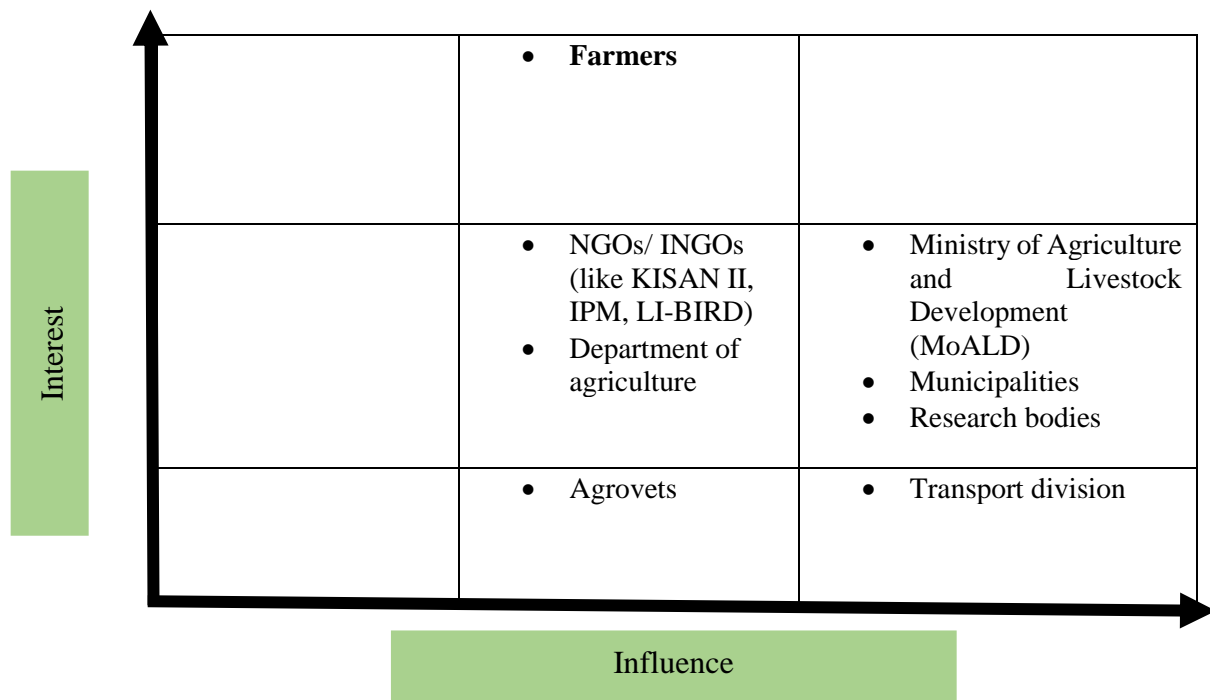 Farmers
Interest
NGOs/ INGOs
(like KISAN II,
IPM, LI-BIRD)
Department of
agriculture
Ministry of Agriculture
and Livestock
Development
(MoALD)
Municipalities
Research bodies
Agrovets
Transport division
Influence